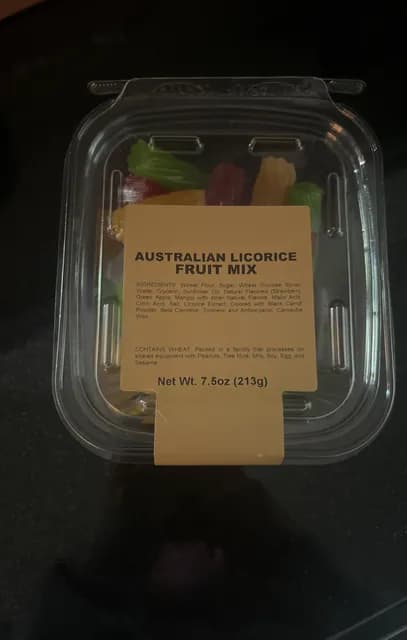 AUSTRALIAN LICORICE
FRUIT MIX
INGREDIENTS: Wheat Flour, Sugar, Wheat Glucose Syrup,
Water, Glycerin, Sunflower Oil, Natural Flavors (Strawberry,
Green Apple, Mango) with other Natural Flavors, Malic Acid,
Citric Acid, Salt, Licorice Extract, Colored with Black Carrot
Powder, Beta Carotene, Turmeric and Anthocyanin, Carnauba
Wax.
CONTAINS WHEAT. Packed in a facility that processes on
shared equipment with Peanuts, Tree Nuts, Milk, Soy, Egg, and
Sesame.
Net Wt. 7.5oz (213g)